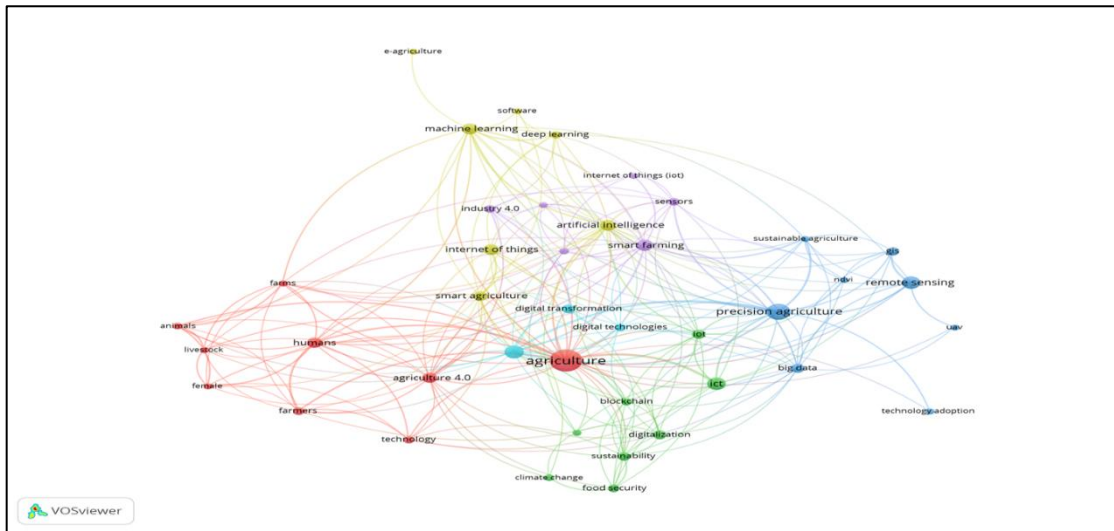 e-agriculture
software
machine learning
deep learning
internet of things (iot)
sensors
industry 4.0
artificial intelligence
sustainable agriculture
smart farming
internet of things
gis
ndvi
remote sensing
farms
smart agriculture
digital transformation
precision agriculture
animals
digital technologies
uav
iot
humans
livestock
agriculture
big data
agriculture 4.0
female
ict
blockchain
farmers
technology adoption
digitalization
technology
sustainability
climate change
food security
VOSviewer